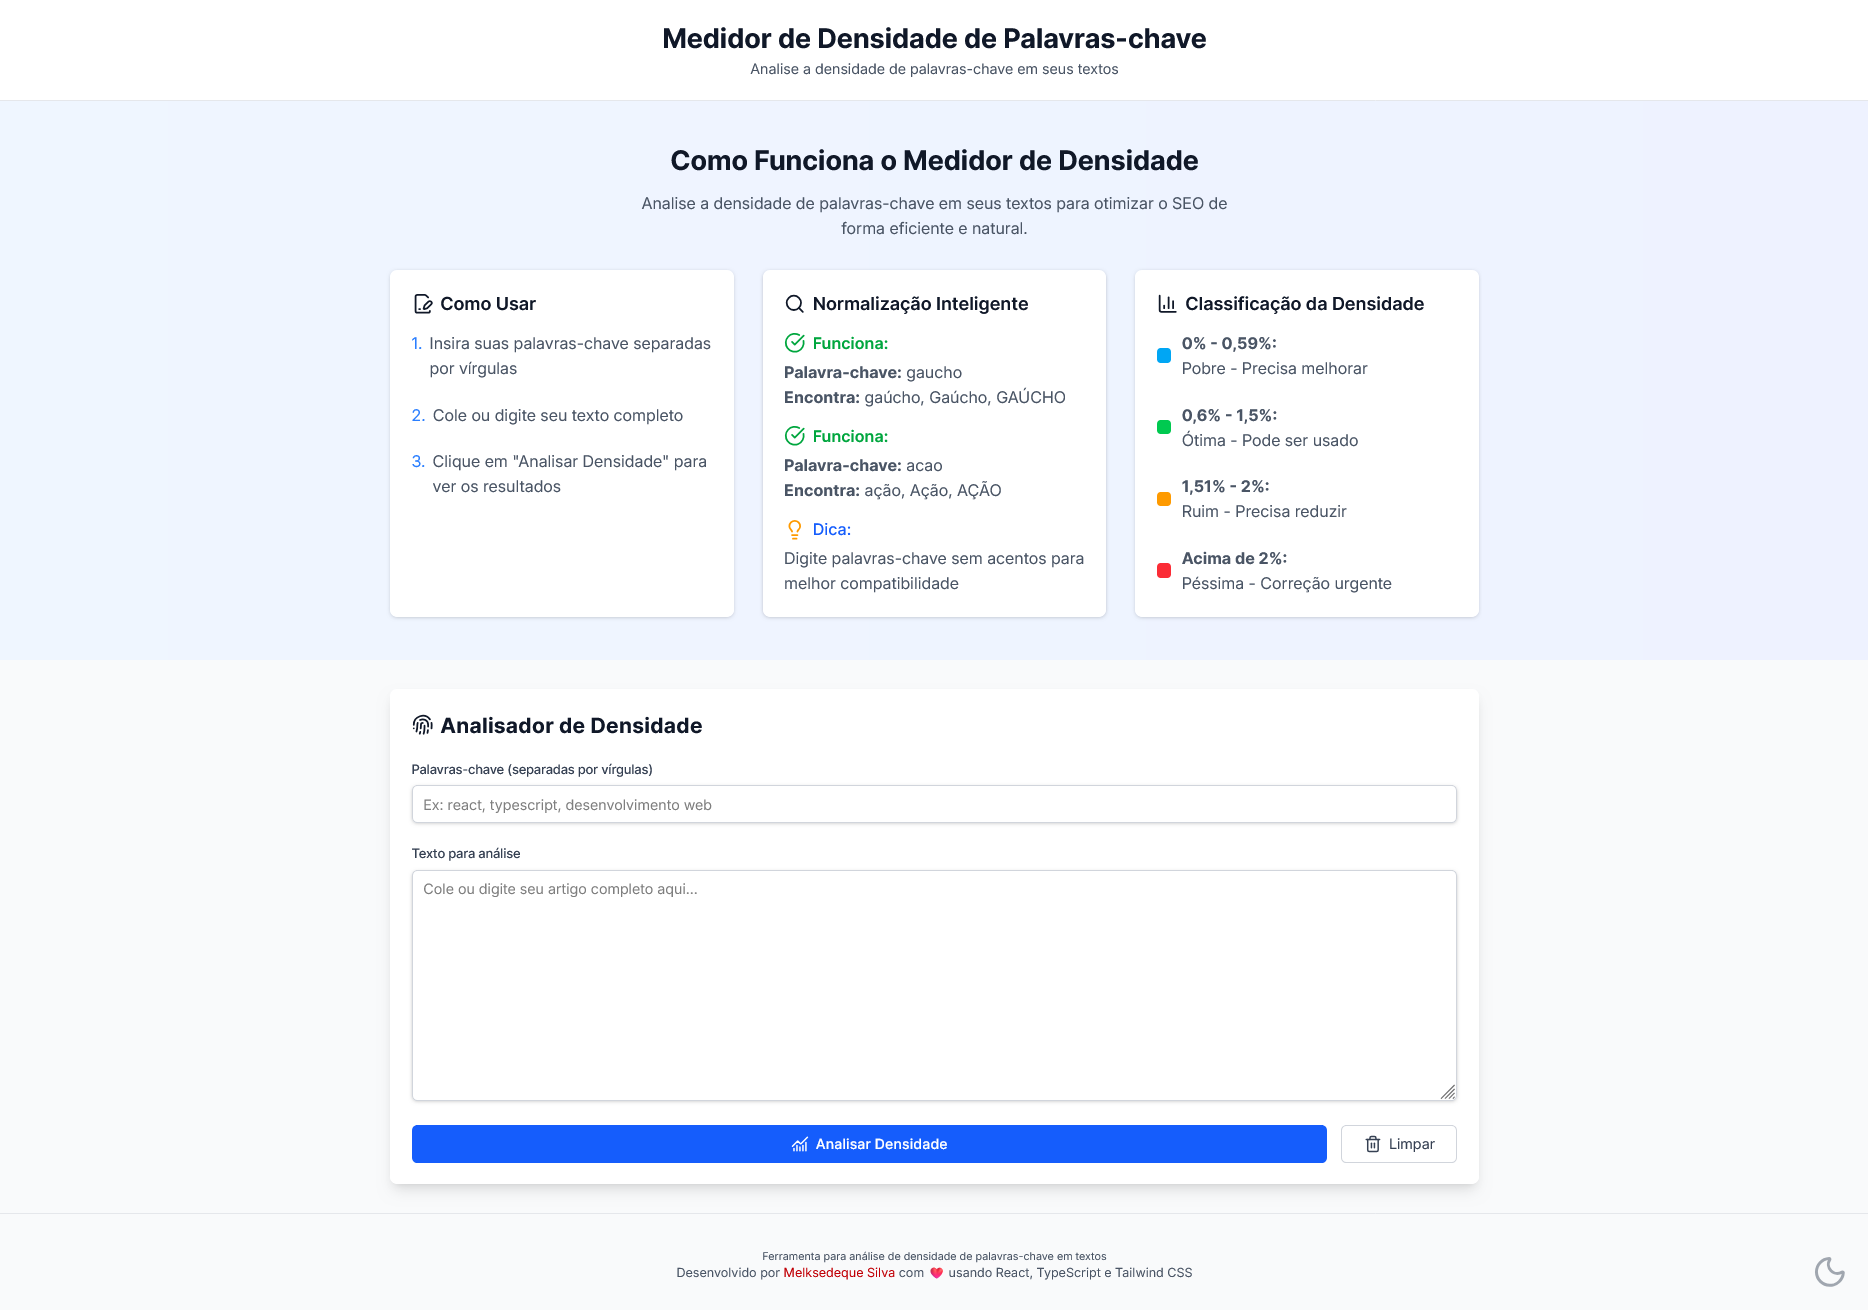 Medidor de Densidade de Palavras-chave
Analise a densidade de palavras-chave em seus textos
Como Funciona o Medidor de Densidade
Analise a densidade de palavras-chave em seus textos para otimizar o SEO de
forma eficiente e natural.
Como Usar
1. Insira suas palavras-chave separadas
por vírgulas
2. Cole ou digite seu texto completo
3. Clique em "Analisar Densidade" para
ver os resultados
Normalização Inteligente
Funciona:
Palavra-chave: gaucho
Encontra: gaúcho, Gaúcho, GAÚCHO
Funciona:
Palavra-chave: acao
Encontra: ação, Ação, AÇÃO
Dica:
Digite palavras-chave sem acentos para
melhor compatibilidade
Classificação da Densidade
0% - 0,59%:
Pobre - Precisa melhorar
0,6% - 1,5%:
Ótima - Pode ser usado
1,51% - 2%:
Ruim - Precisa reduzir
Acima de 2%:
Péssima - Correção urgente
Analisador de Densidade
Palavras-chave (separadas por vírgulas)
Ex: react, typescript, desenvolvimento web
Texto para análise
Cole ou digite seu artigo completo aqui...
Analisar Densidade
Limpar
Ferramenta para análise de densidade de palavras-chave em textos
Desenvolvido por Melksedeque Silva com ❤️ usando React, TypeScript e Tailwind CSS